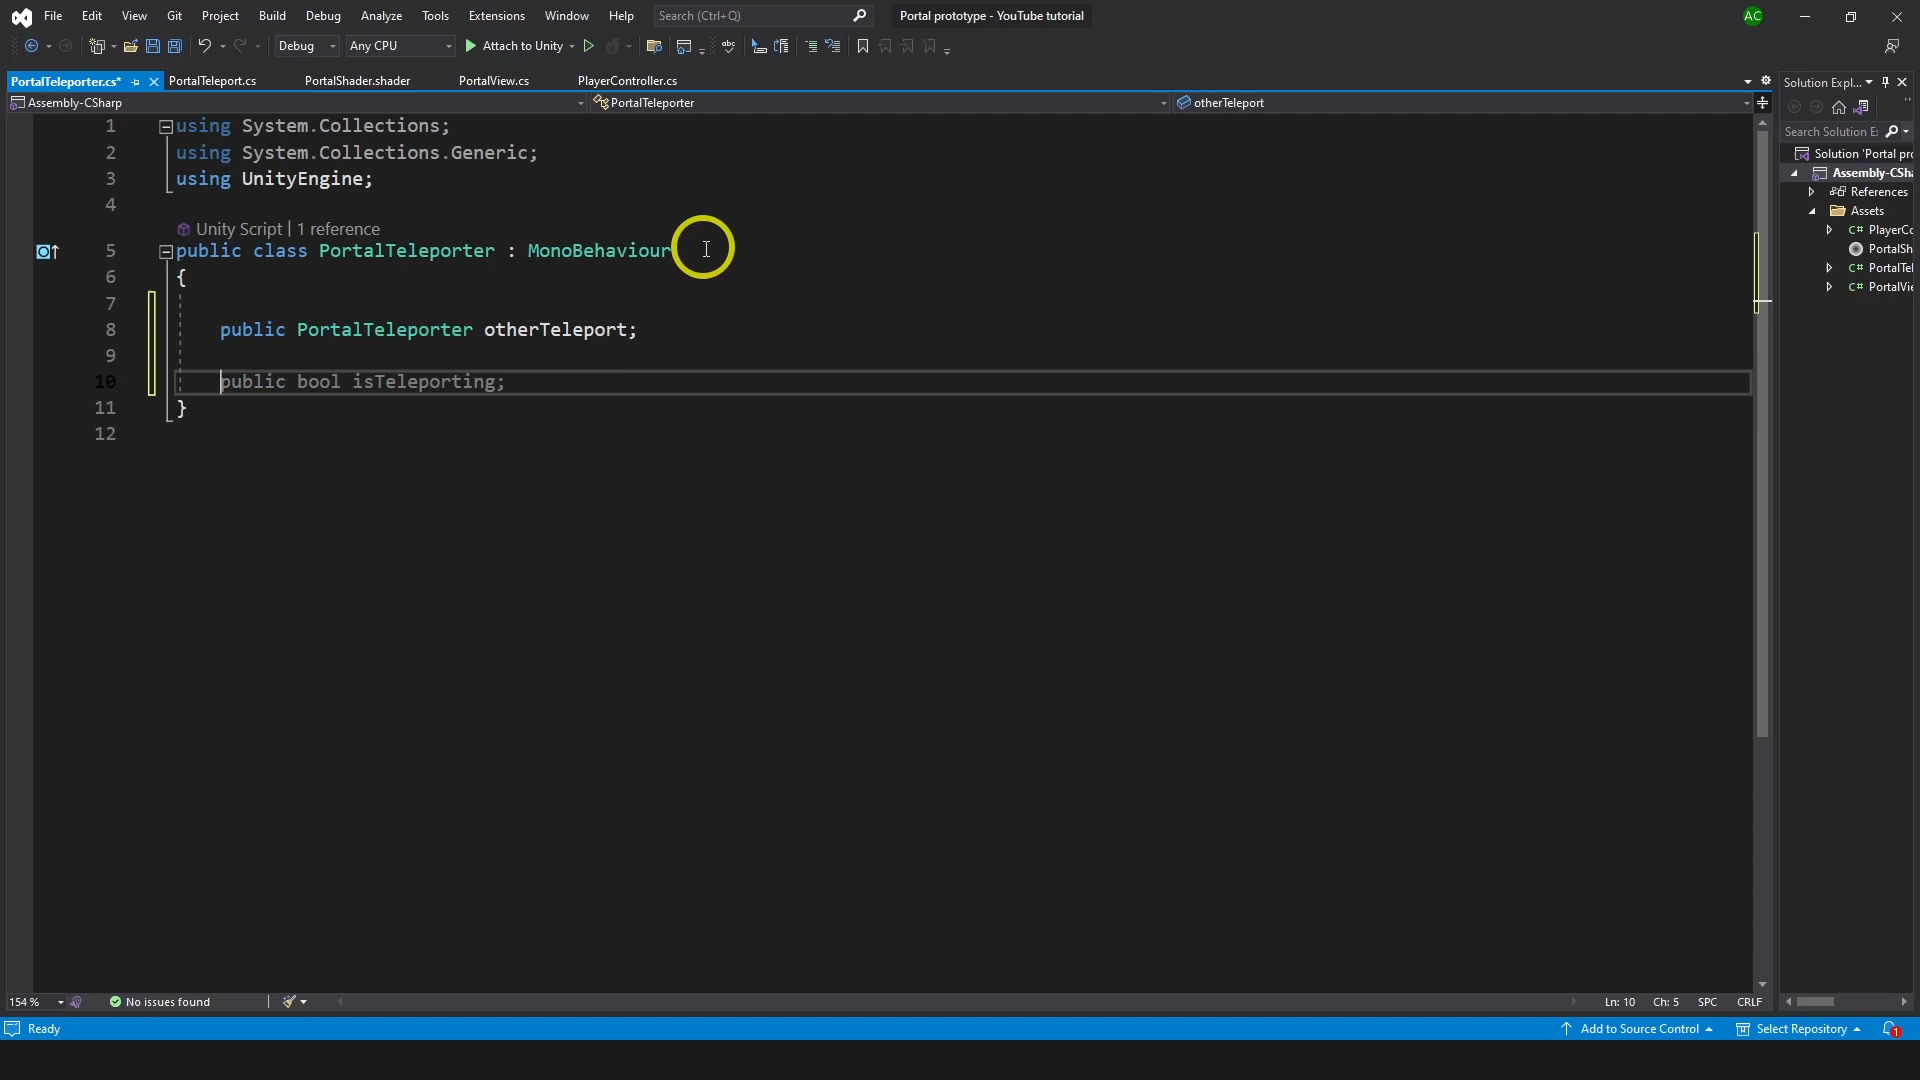 File Edit View Git Project Build Debug Analyze Tools Extensions Window Help Search (Ctrl+Q) Portal prototype - YouTube tutorial AC
Debug Any CPU Attach to Unity
PortalTeleporter.cs* PortalTeleport.cs PortalShader.shader PortalView.cs PlayerController.cs
Assembly-CSharp PortalTeleporter otherTeleport
1 using System.Collections;
2 using System.Collections.Generic;
3 using UnityEngine;
4
Unity Script | 1 reference
5 public class PortalTeleporter : MonoBehaviour
6 {
7
8 public PortalTeleporter otherTeleport;
9
10 public bool isTeleporting;
11 }
12
Solution Expl...
Search Solution E
Solution 'Portal pro
Assembly-CSha
References
Assets
PlayerCo
PortalSh
PortalTel
PortalVie
154 % No issues found Ln: 10 Ch: 5 SPC CRLF
Ready Add to Source Control Select Repository 1